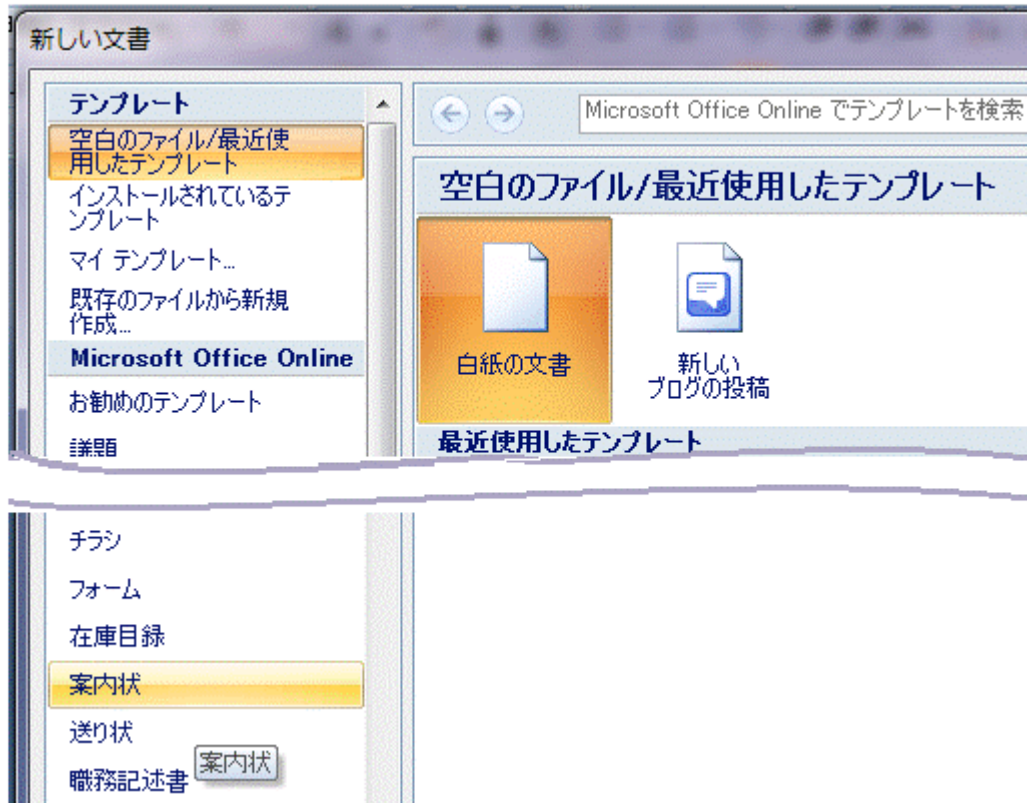 新しい文書
テンプレート
空白のファイル/最近使
用したテンプレート
インストールされているテ
ンプレート
マイ テンプレート...
既存のファイルから新規
作成...
Microsoft Office Online
お勧めのテンプレート
議題
Microsoft Office Online でテンプレートを検索
空白のファイル/最近使用したテンプレート
白紙の文書
新しい
ブログの投稿
最近使用したテンプレート
チラシ
フォーム
在庫目録
案内状
送り状
職務記述書
案内状